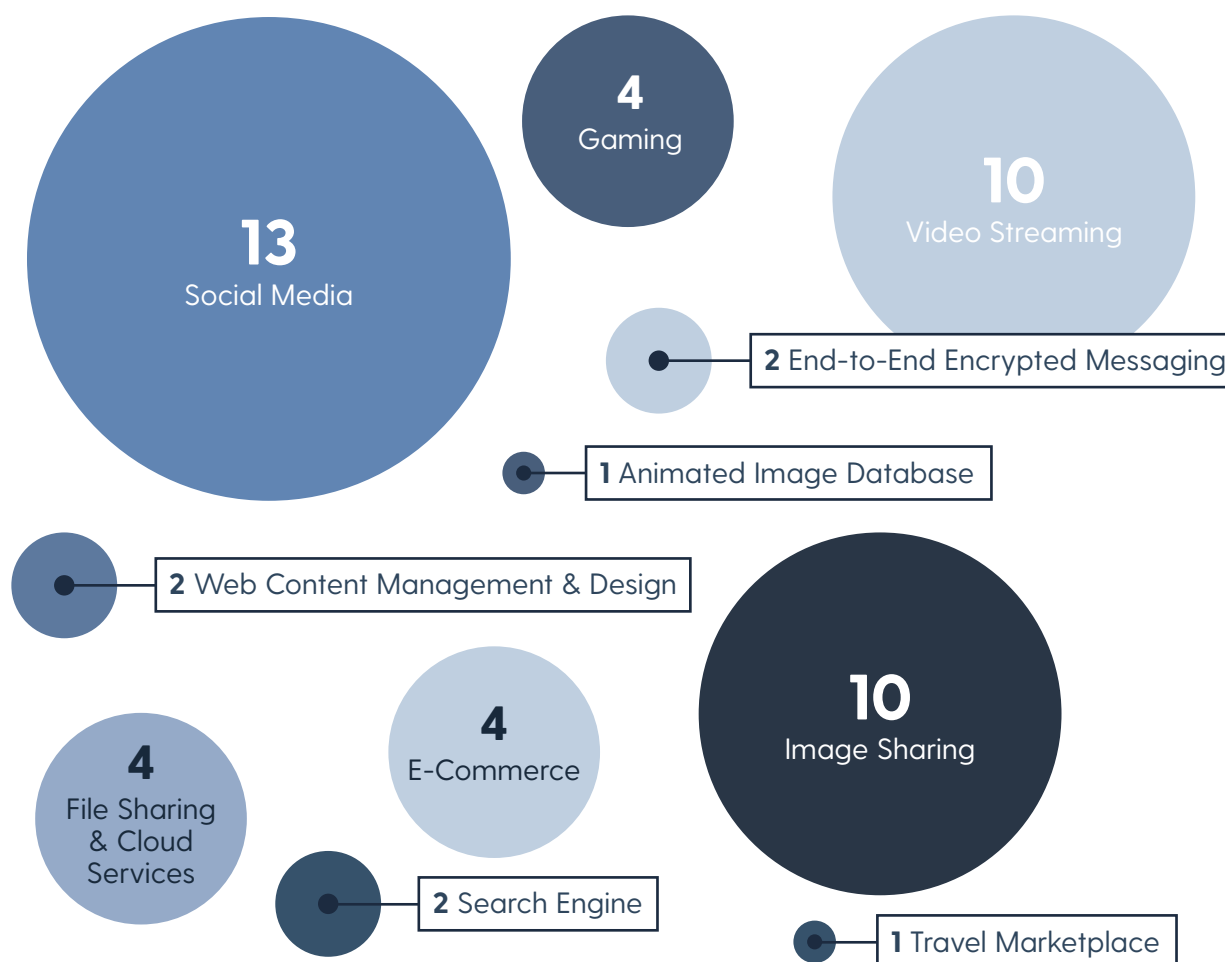 13
Social Media
4
Gaming
10
Video Streaming
2 End-to-End Encrypted Messaging
1 Animated Image Database
2 Web Content Management & Design
10
Image Sharing
4
E-Commerce
4
File Sharing
& Cloud
Services
2 Search Engine
1 Travel Marketplace